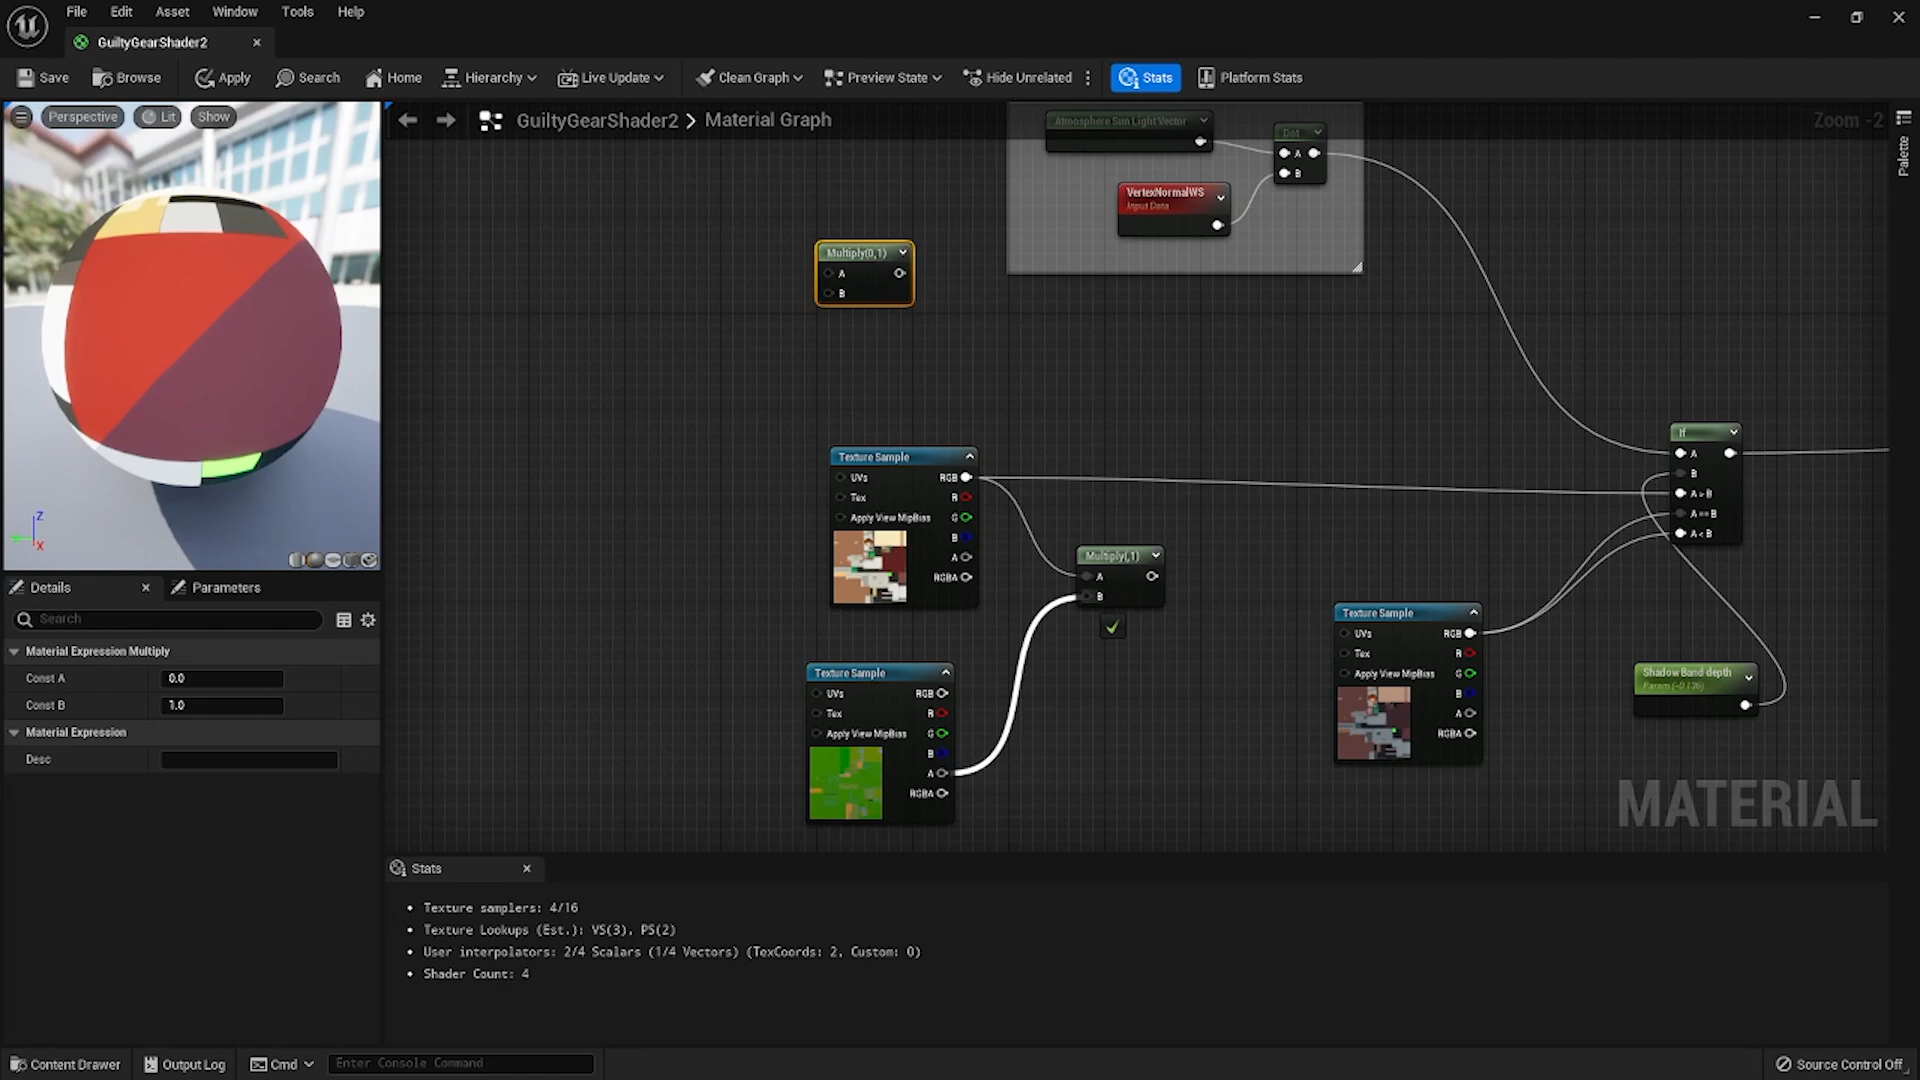 File Edit Asset Window Tools Help
GuiltyGearShader2
Save Browse Apply Search Home Hierarchy Live Update Clean Graph Preview State Hide Unrelated Stats Platform Stats
Perspective Lit Show
GuiltyGearShader2 > Material Graph
Zoom -2
Palette
Atmosphere Sun Light Vector
Dot
A
B
VertexNormalWS
Input Data
Multiply(0,1)
A
B
If
A
B
A > B
A == B
A < B
Texture Sample
UVs RGB
Tex R
Apply View MipBias G
B
A
RGBA
Multiply(,1)
A
B
Texture Sample
UVs RGB
Tex R
Apply View MipBias G
B
A
RGBA
Texture Sample
UVs RGB
Tex R
Apply View MipBias G
B
A
RGBA
Shadow Band depth
MATERIAL
Z
X
Details Parameters
Search
Material Expression Multiply
Const A 0.0
Const B 1.0
Material Expression
Desc
Stats
• Texture samplers: 4/16
• Texture Lookups (Est.): VS(3), PS(2)
• User interpolators: 2/4 Scalars (1/4 Vectors) (TexCoords: 2, Custom: 0)
• Shader Count: 4
Content Drawer Output Log Cmd Enter Console Command Source Control Off